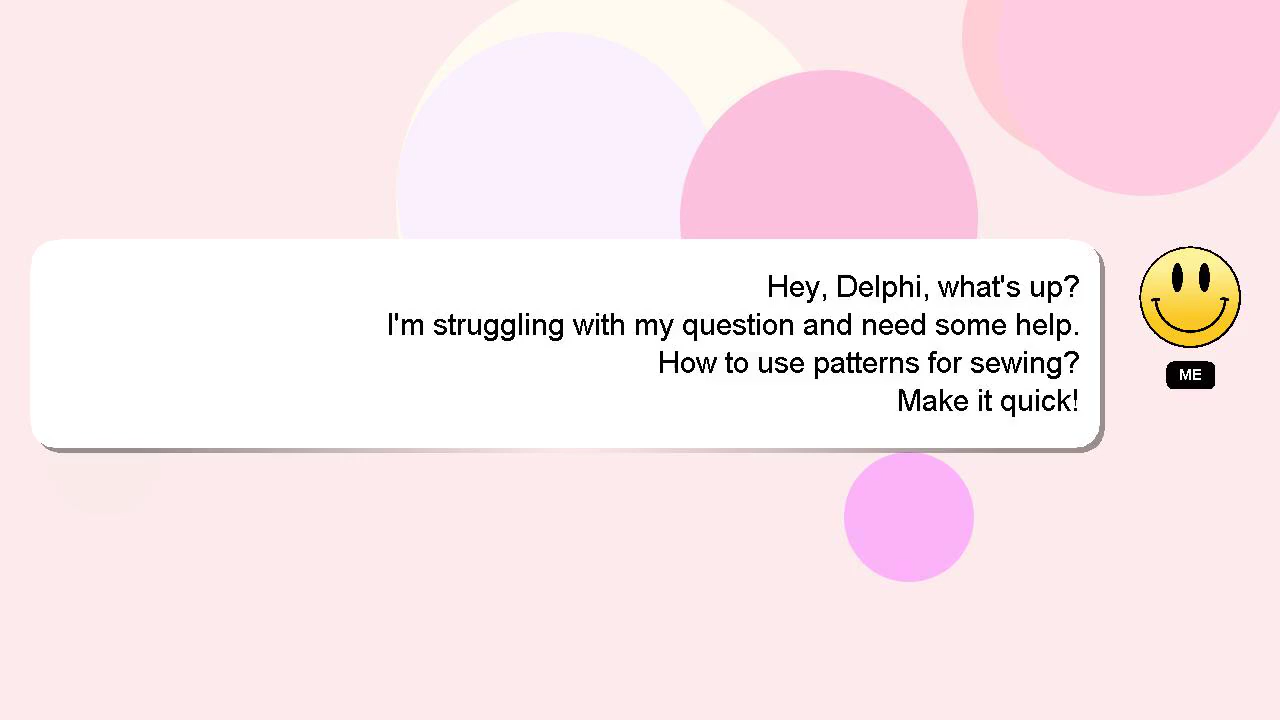 Hey, Delphi, what's up?
I'm struggling with my question and need some help.
How to use patterns for sewing?
Make it quick!
ME